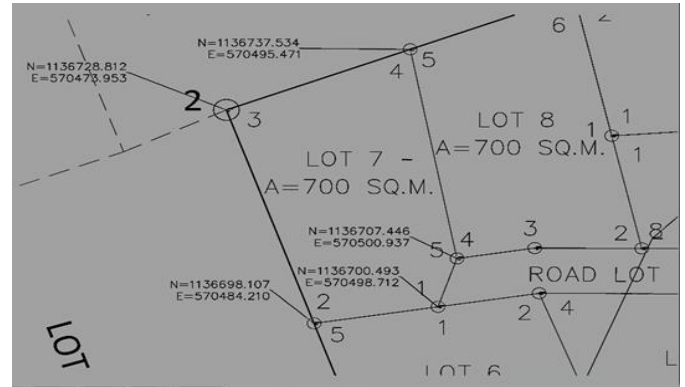 N=1136737.534
E=570495.471
6
2
N=1136728.812
E=570473.953
2
3
4
5
LOT 8
A=700 SQ.M.
1
1
1
LOT 7 -
A=700 SQ.M.
N=1136707.446
E=570500.937
4
5
3
2
8
N=1136698.107
E=570484.210
N=1136700.493
E=570498.712
ROAD LOT
2
5
1
1
2
4
LOT
LOT 6
L